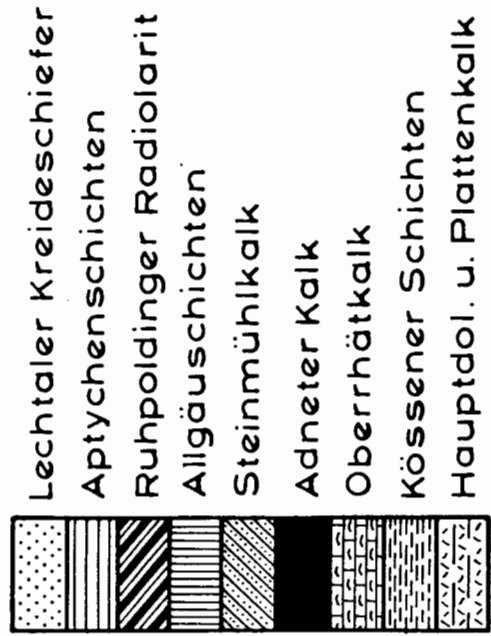 Lechtaler Kreideschiefer
Aptychenschichten
Ruhpoldinger Radiolarit
Allgäuschichten
Steinmühlkalk
Adneter Kalk
Oberrhätkalk
Kössener Schichten
Hauptdol. u. Plattenkalk